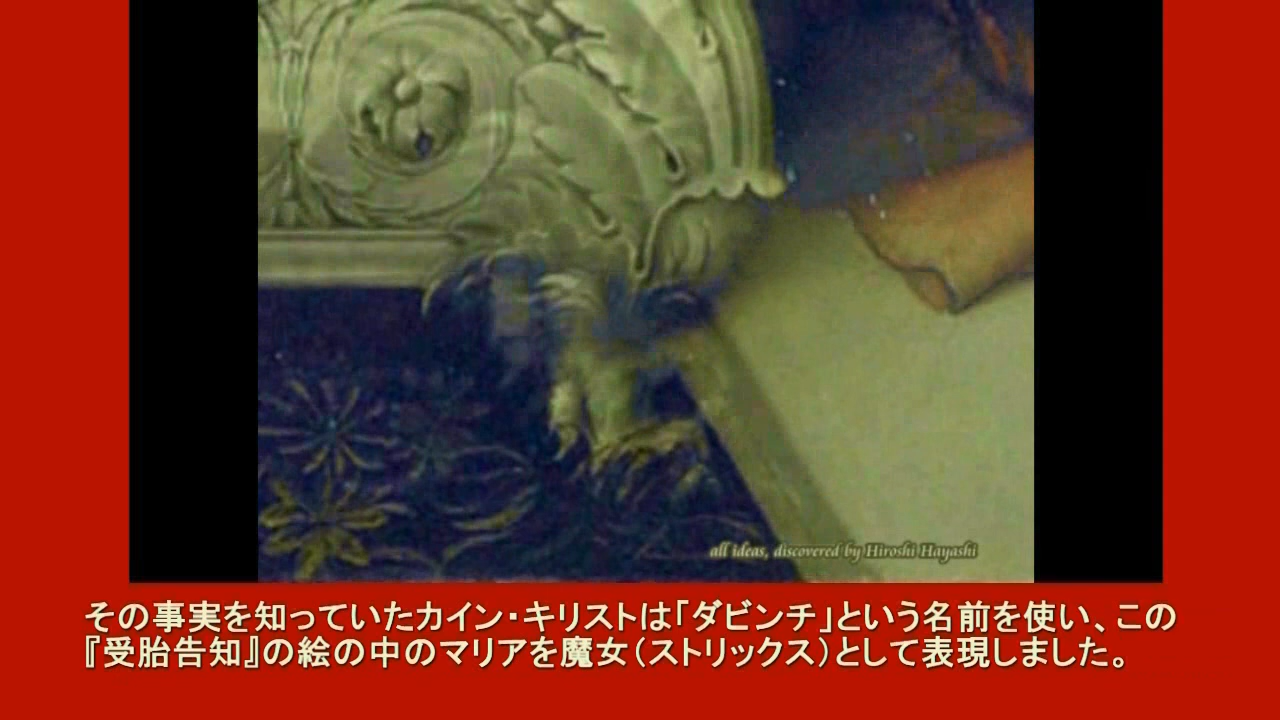 all ideas, discovered by Hiroshi Hayashi
その事実を知っていたカイン・キリストは「ダビンチ」という名前を使い、この
『受胎告知』の絵の中のマリアを魔女（ストリックス）として表現しました。